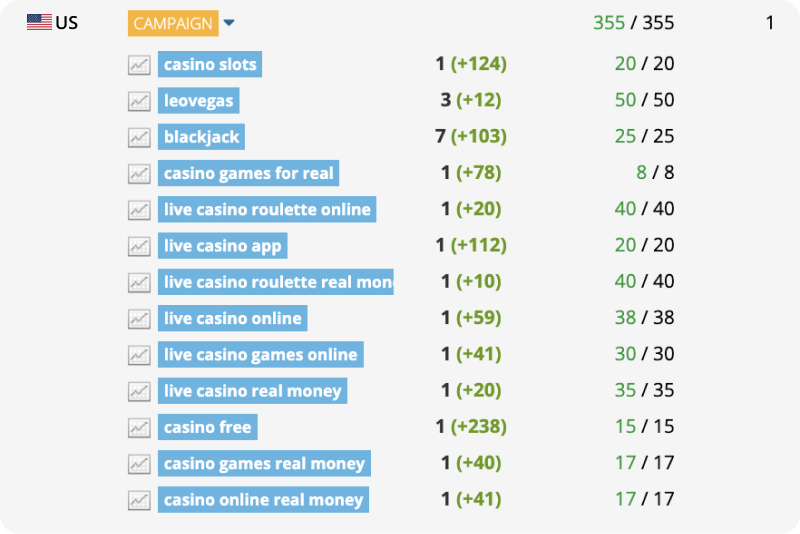 US CAMPAIGN 355 / 355 1
casino slots 1 (+124) 20 / 20
leovegas 3 (+12) 50 / 50
blackjack 7 (+103) 25 / 25
casino games for real 1 (+78) 8 / 8
live casino roulette online 1 (+20) 40 / 40
live casino app 1 (+112) 20 / 20
live casino roulette real mon 1 (+10) 40 / 40
live casino online 1 (+59) 38 / 38
live casino games online 1 (+41) 30 / 30
live casino real money 1 (+20) 35 / 35
casino free 1 (+238) 15 / 15
casino games real money 1 (+40) 17 / 17
casino online real money 1 (+41) 17 / 17